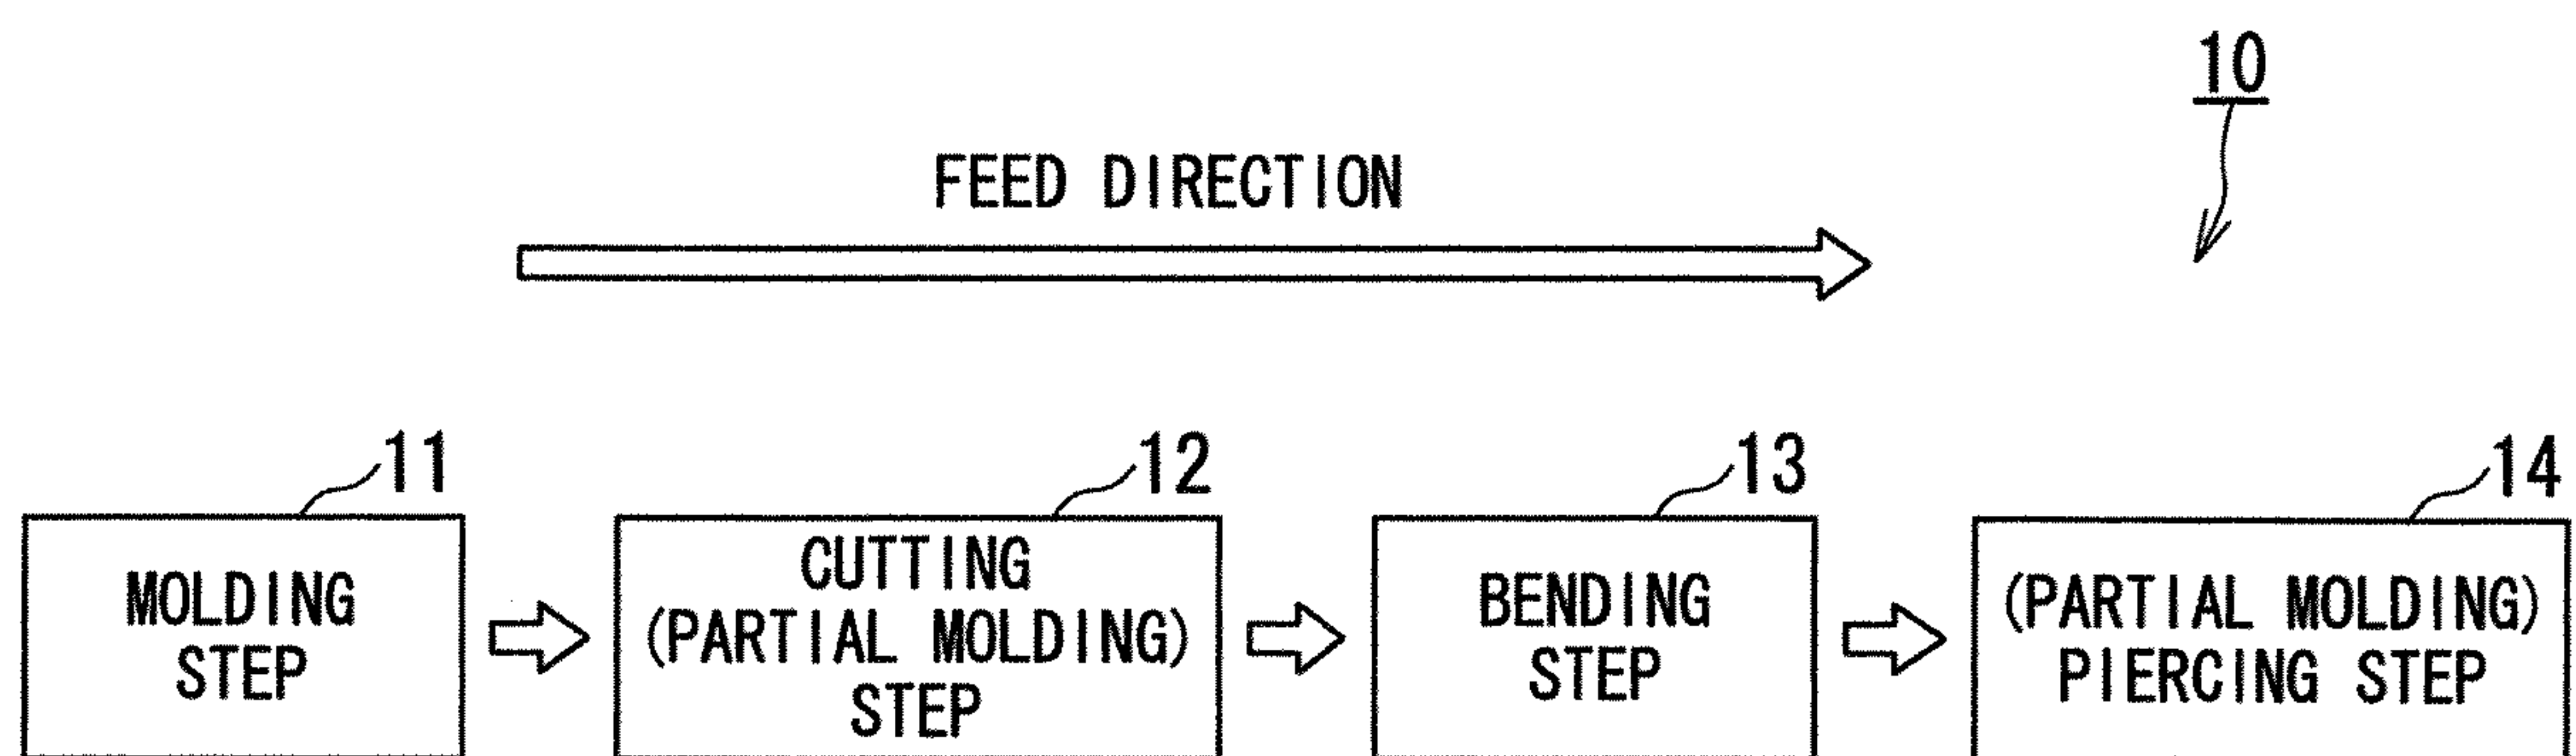 10
FEED DIRECTION
11
12
13
14
MOLDING
STEP
CUTTING
(PARTIAL MOLDING)
STEP
BENDING
STEP
(PARTIAL MOLDING)
PIERCING STEP